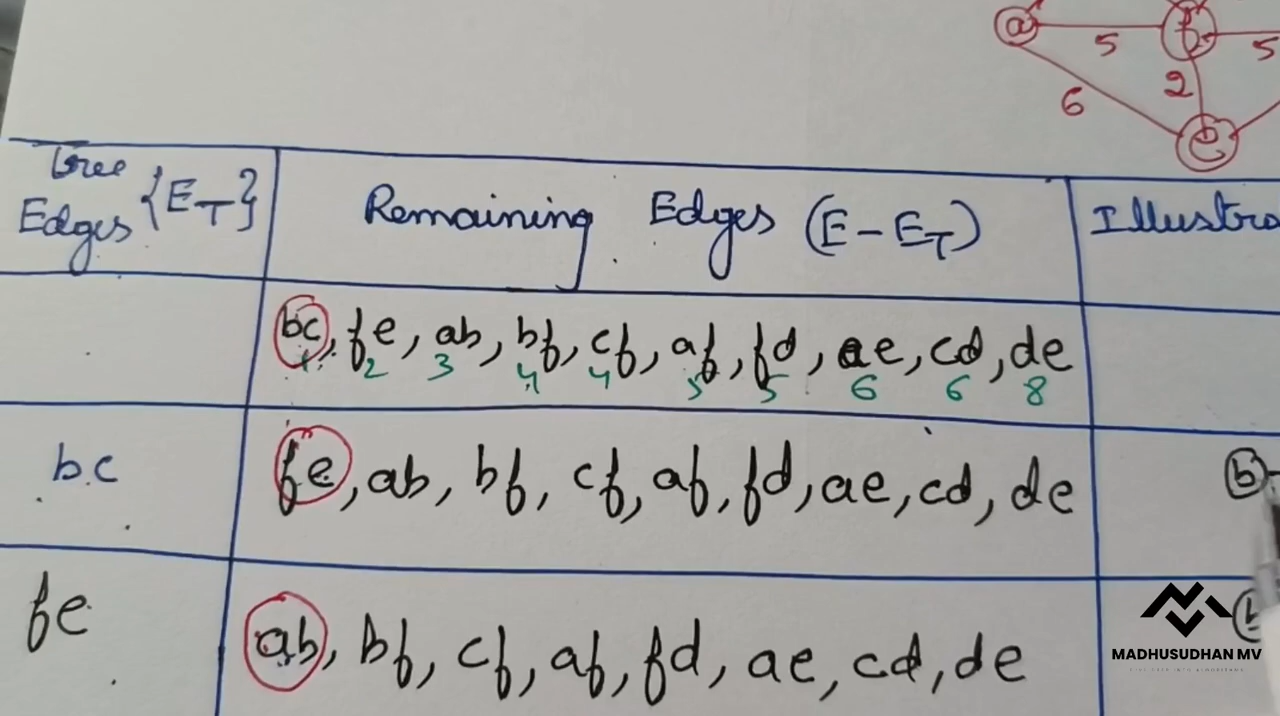 a 5 f 5
6 2
e
Tree Edges {E_T} Remaining Edges (E - E_T)
bc, fe, ab, bf, cf, af, fd, ae, cd, de
1 2 3 4 4 5 5 6 6 8
bc fe, ab, bf, cf, af, fd, ae, cd, de b
fe ab, bf, cf, af, fd, ae, cd, de
MADHUSUDHAN MV